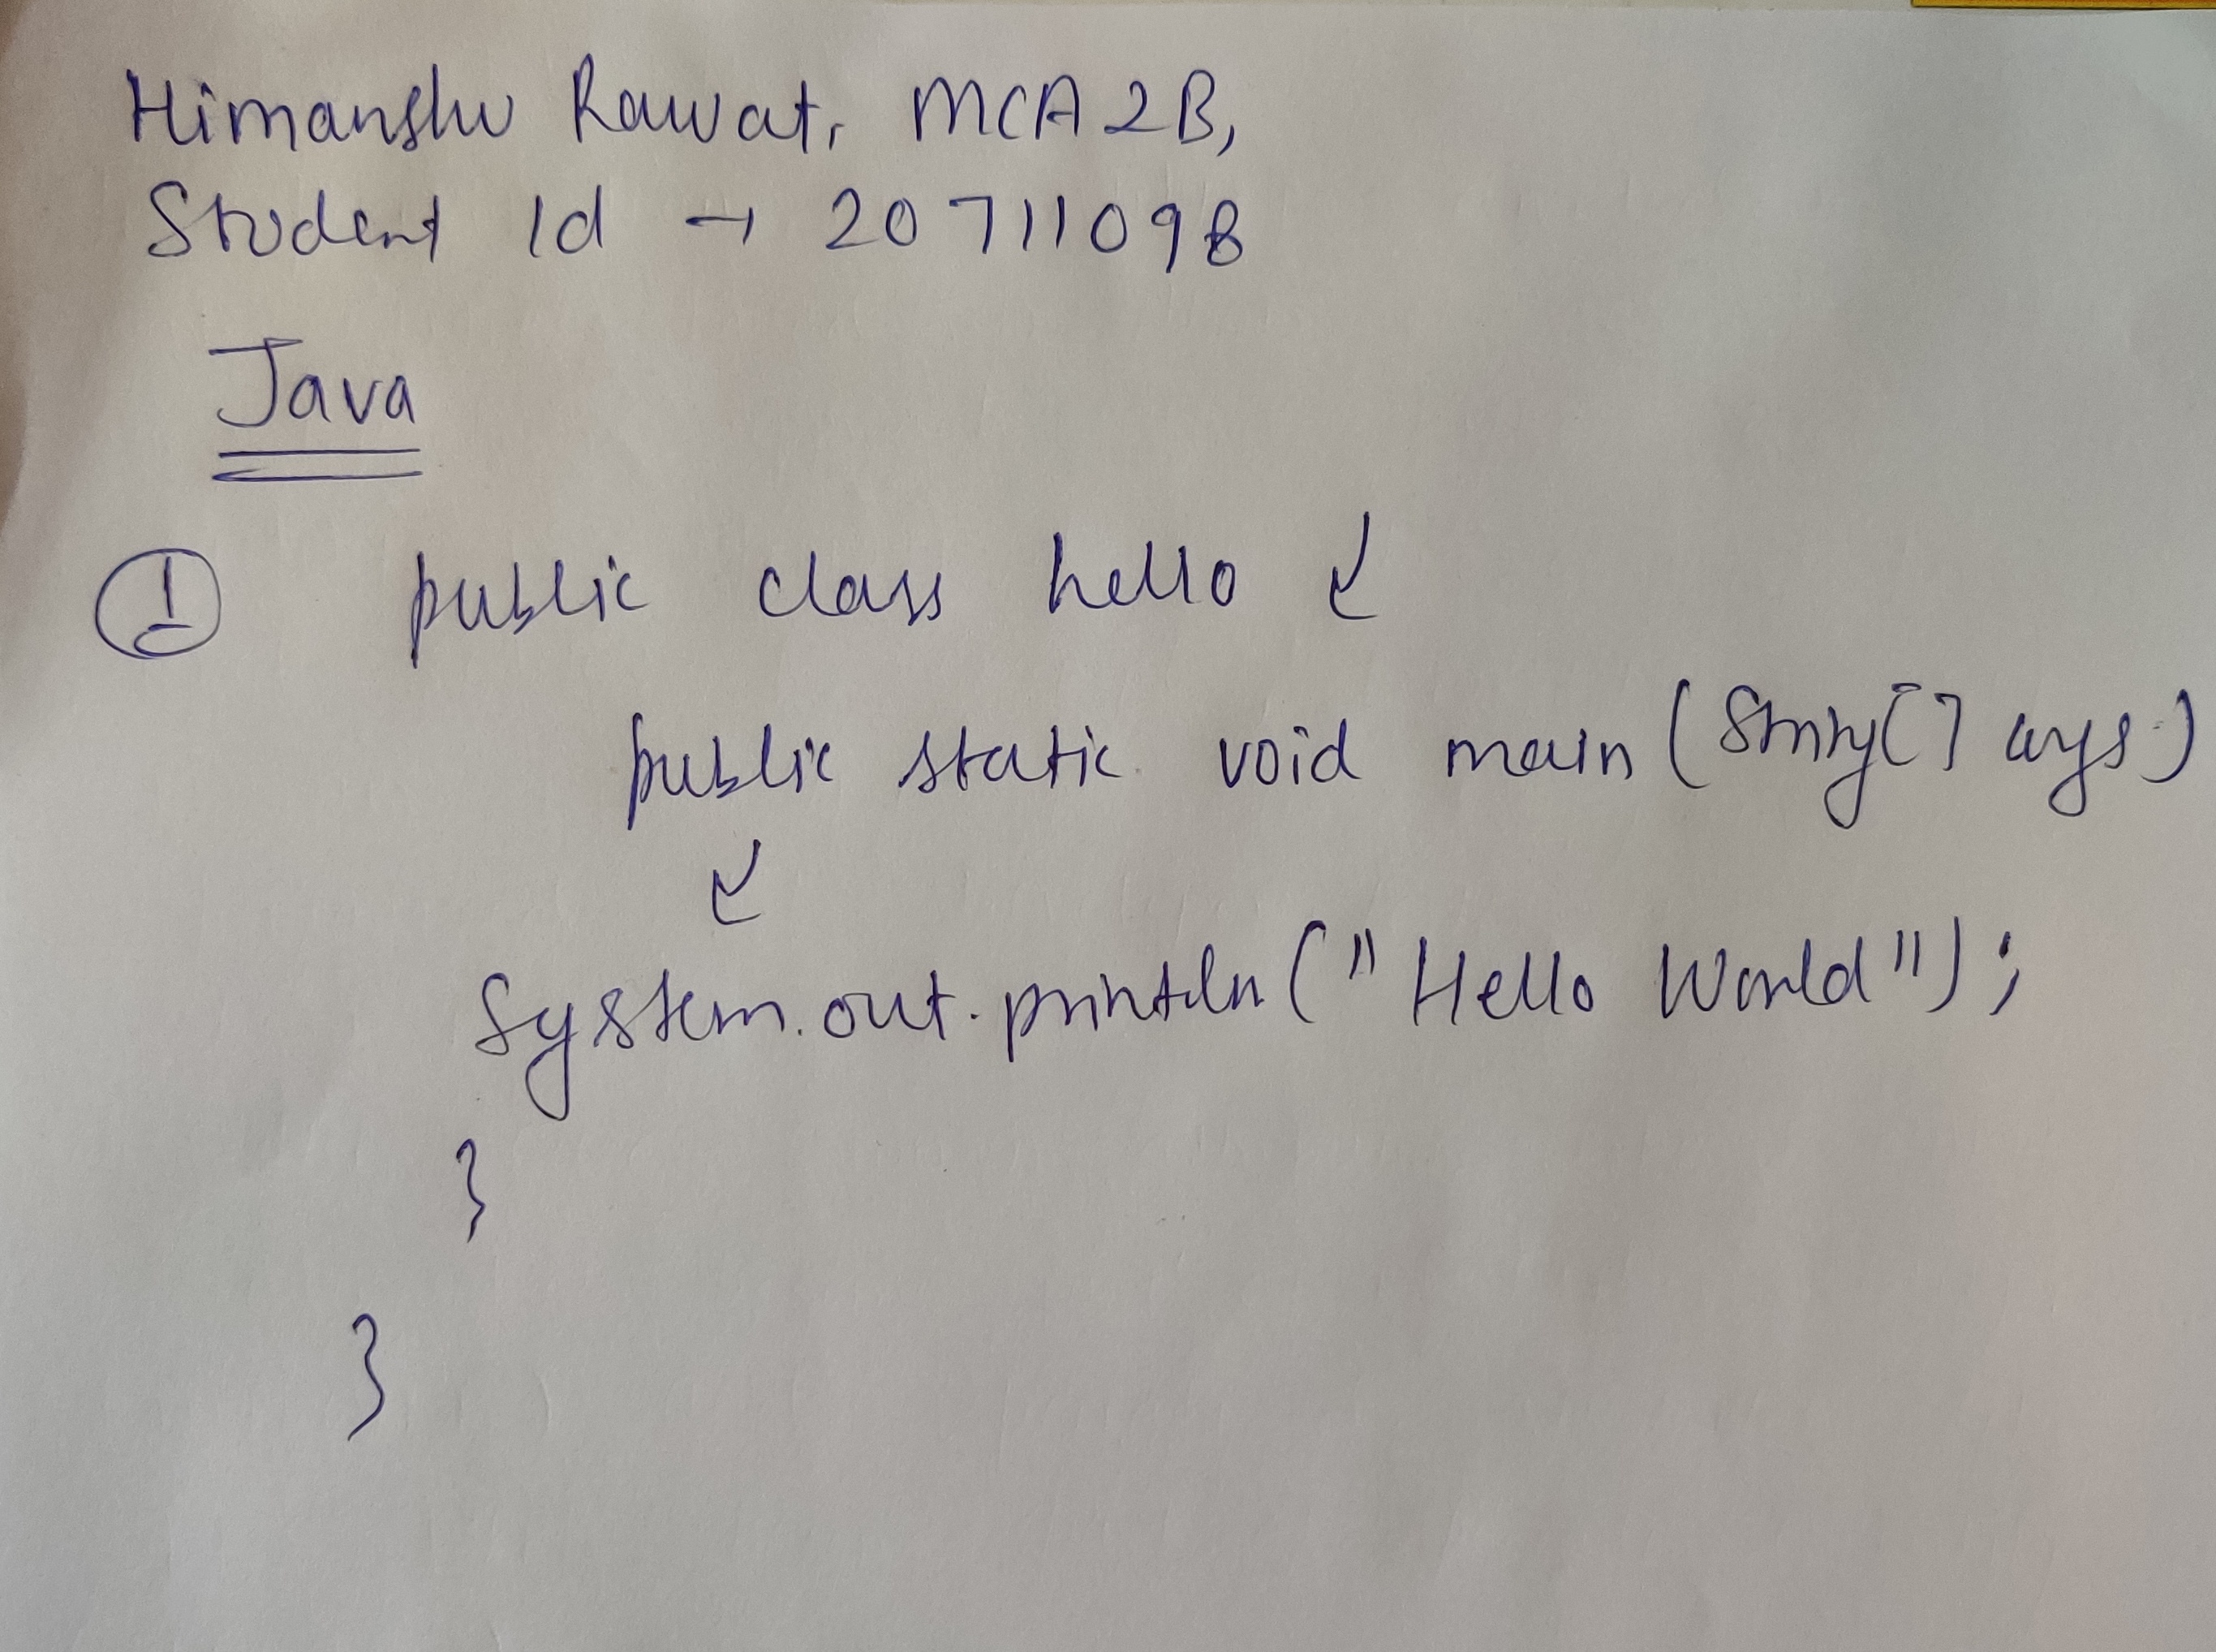 Himanshu Rawat, MCA 2B,
Student Id → 20711098
Java
① public class hello {
public static void main (String[] args)
{
System.out.println ("Hello World");
}
}